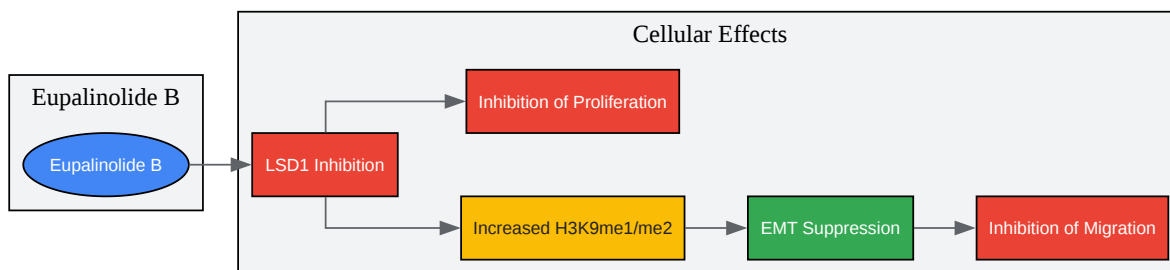 Cellular Effects
Eupalinolide B
Inhibition of Proliferation
Eupalinolide B
LSD1 Inhibition
Increased H3K9me1/me2
EMT Suppression
Inhibition of Migration